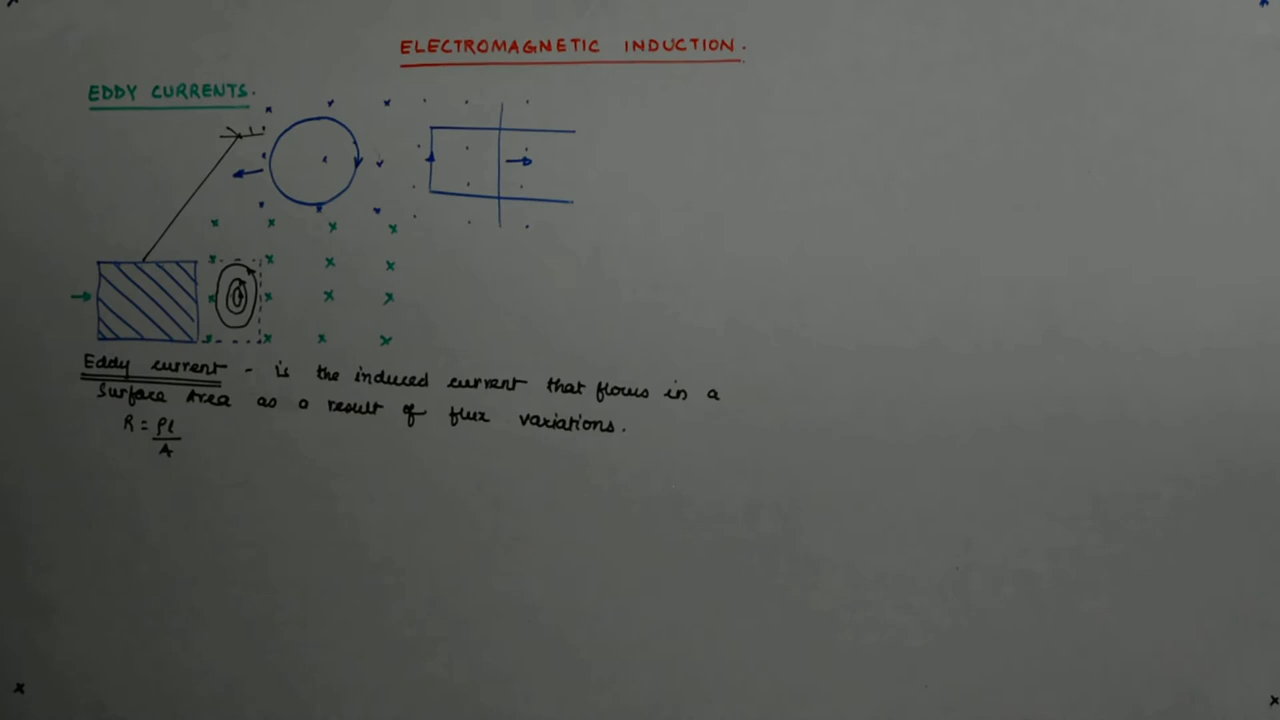 ELECTROMAGNETIC INDUCTION.
EDDY CURRENTS.
Eddy current - is the induced current that flows in a
Surface Area as a result of flux variations.
R = ρℓ
A